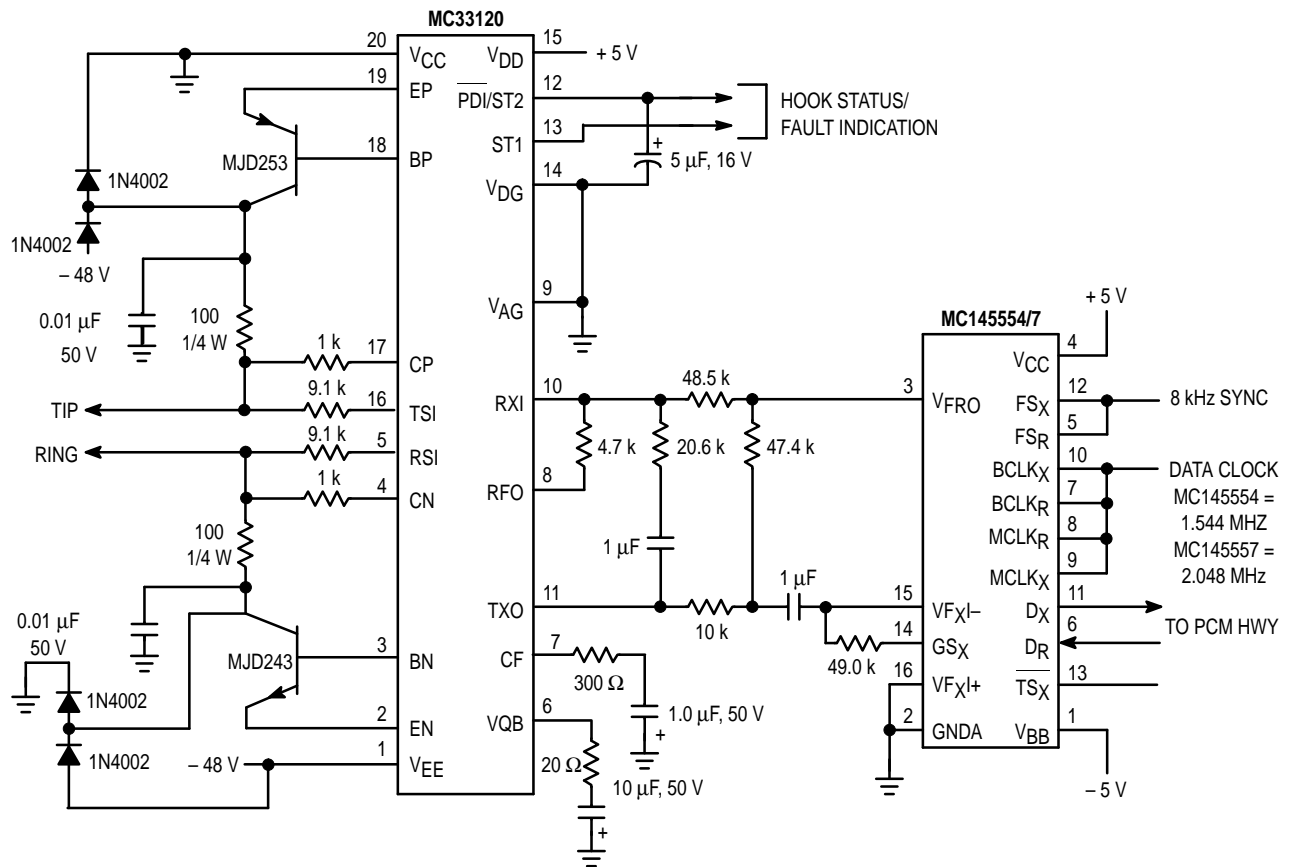 MC33120
20
VCC
19
EP
18
BP
17
CP
16
TSI
5
RSI
4
CN
3
BN
2
EN
1
VEE
15
VDD
+ 5 V
12
PDI/ST2
13
ST1
14
VDG
9
VAG
10
RXI
8
RFO
11
TXO
7
CF
6
VQB
HOOK STATUS/
FAULT INDICATION
+
5 µF, 16 V
MJD253
1N4002
1N4002
– 48 V
0.01 µF
50 V
100
1/4 W
1 k
9.1 k
TIP
RING
9.1 k
1 k
100
1/4 W
0.01 µF
50 V
MJD243
1N4002
1N4002
– 48 V
48.5 k
4.7 k
20.6 k
47.4 k
1 µF
10 k
1 µF
49.0 k
300 Ω
1.0 µF, 50 V
+
20 Ω
10 µF, 50 V
+
MC145554/7
+ 5 V
4
VCC
3
VFRO
12
FSX
8 kHz SYNC
5
FSR
10
BCLKX
DATA CLOCK
7
BCLKR
MC145554 =
1.544 MHZ
8
MCLKR
MC145557 =
2.048 MHz
9
MCLKX
15
VFXI–
11
DX
14
GSX
6
DR
TO PCM HWY
16
VFXI+
13
TSX
2
GNDA
1
VBB
– 5 V